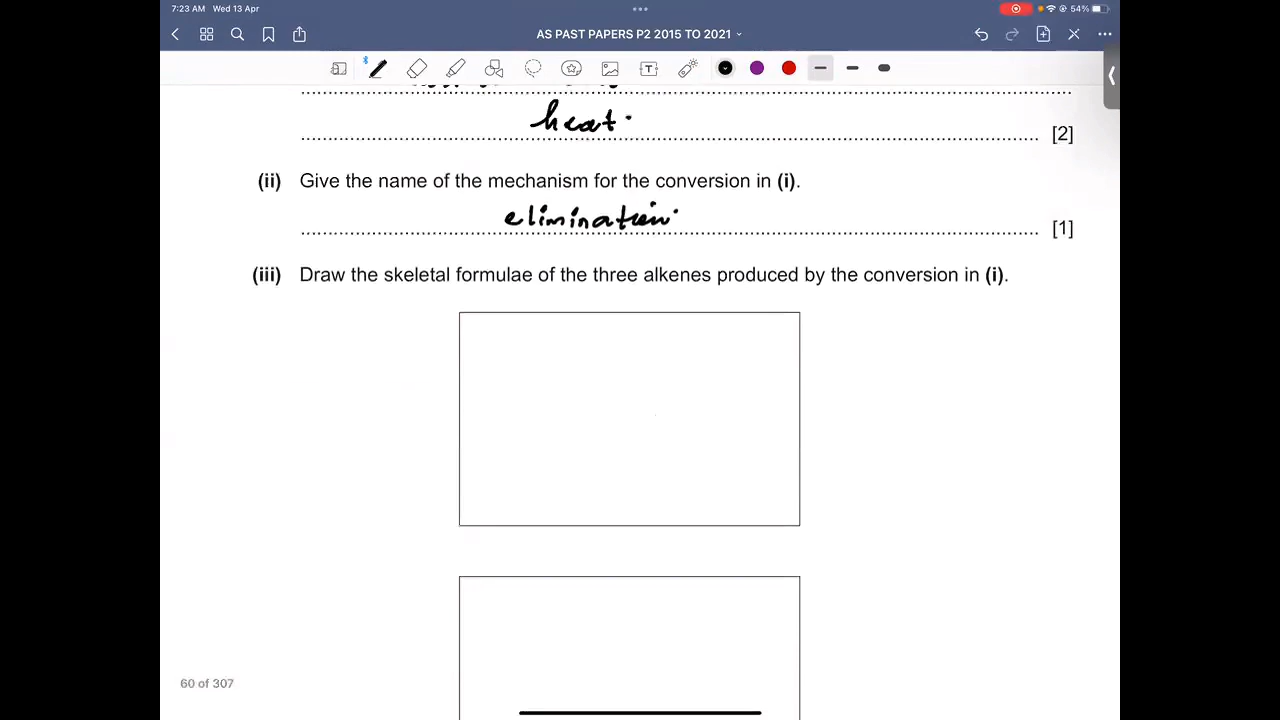 7:23 AM Wed 13 Apr
54%
AS PAST PAPERS P2 2015 TO 2021
heat.
[2]
(ii) Give the name of the mechanism for the conversion in (i).
elimination.
[1]
(iii) Draw the skeletal formulae of the three alkenes produced by the conversion in (i).
60 of 307